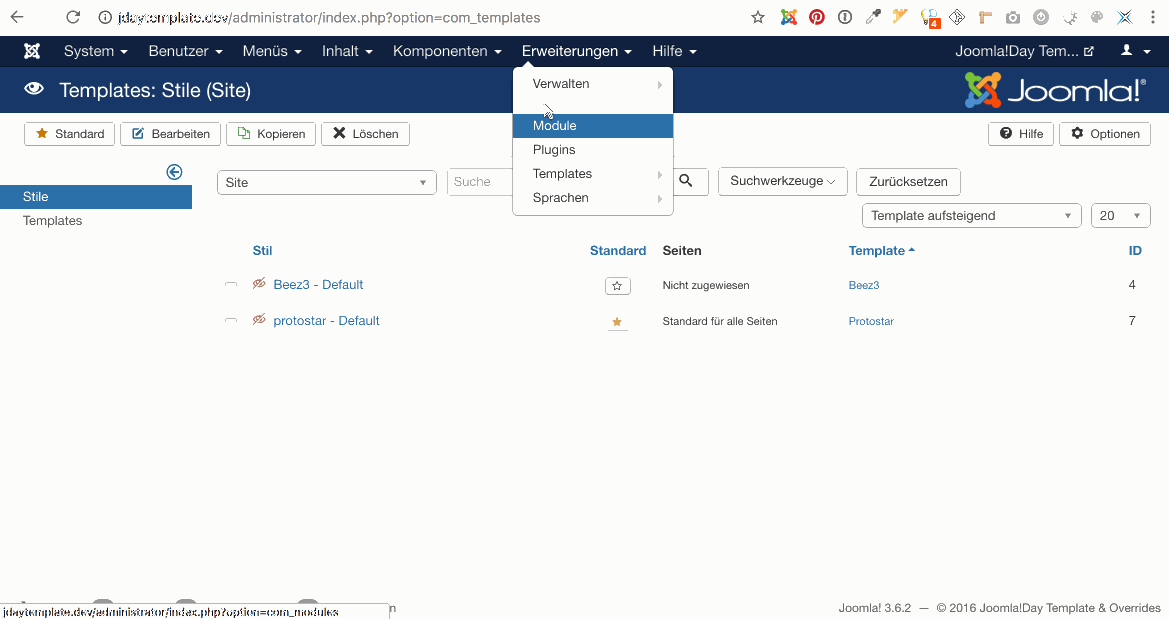 jdaytemplate.dev/administrator/index.php?option=com_templates
4
System Benutzer Menüs Inhalt Komponenten Erweiterungen Hilfe Joomla!Day Tem...
Templates: Stile (Site) Joomla!®
Verwalten
Module
Plugins
Templates
Sprachen
Standard Bearbeiten Kopieren Löschen Hilfe Optionen
Stile
Templates
Site Suche Suchwerkzeuge Zurücksetzen
Template aufsteigend 20
Stil Standard Seiten Template ID
Beez3 - Default Nicht zugewiesen Beez3 4
protostar - Default Standard für alle Seiten Protostar 7
jdaytemplate.dev/administrator/index.php?option=com_modules
Joomla! 3.6.2 — © 2016 Joomla!Day Template & Overrides